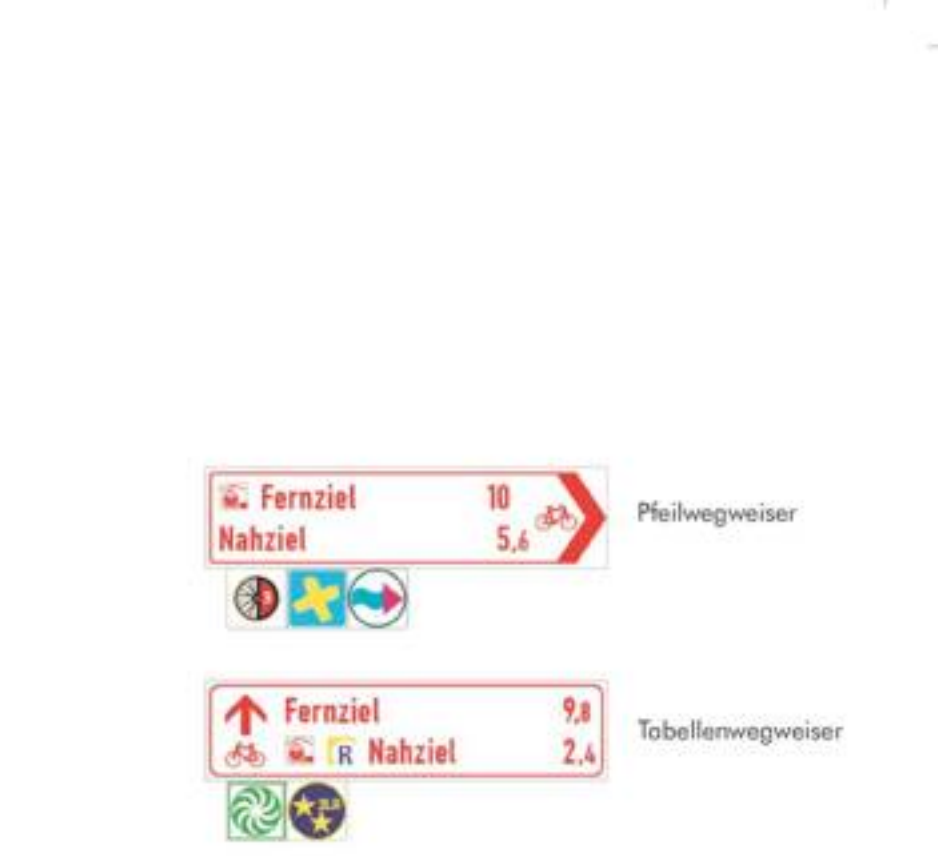 Fernziel 10
Nahziel 5,6
Pfeilwegweiser
Fernziel 9,8
R Nahziel 2,4
Tabellenwegweiser